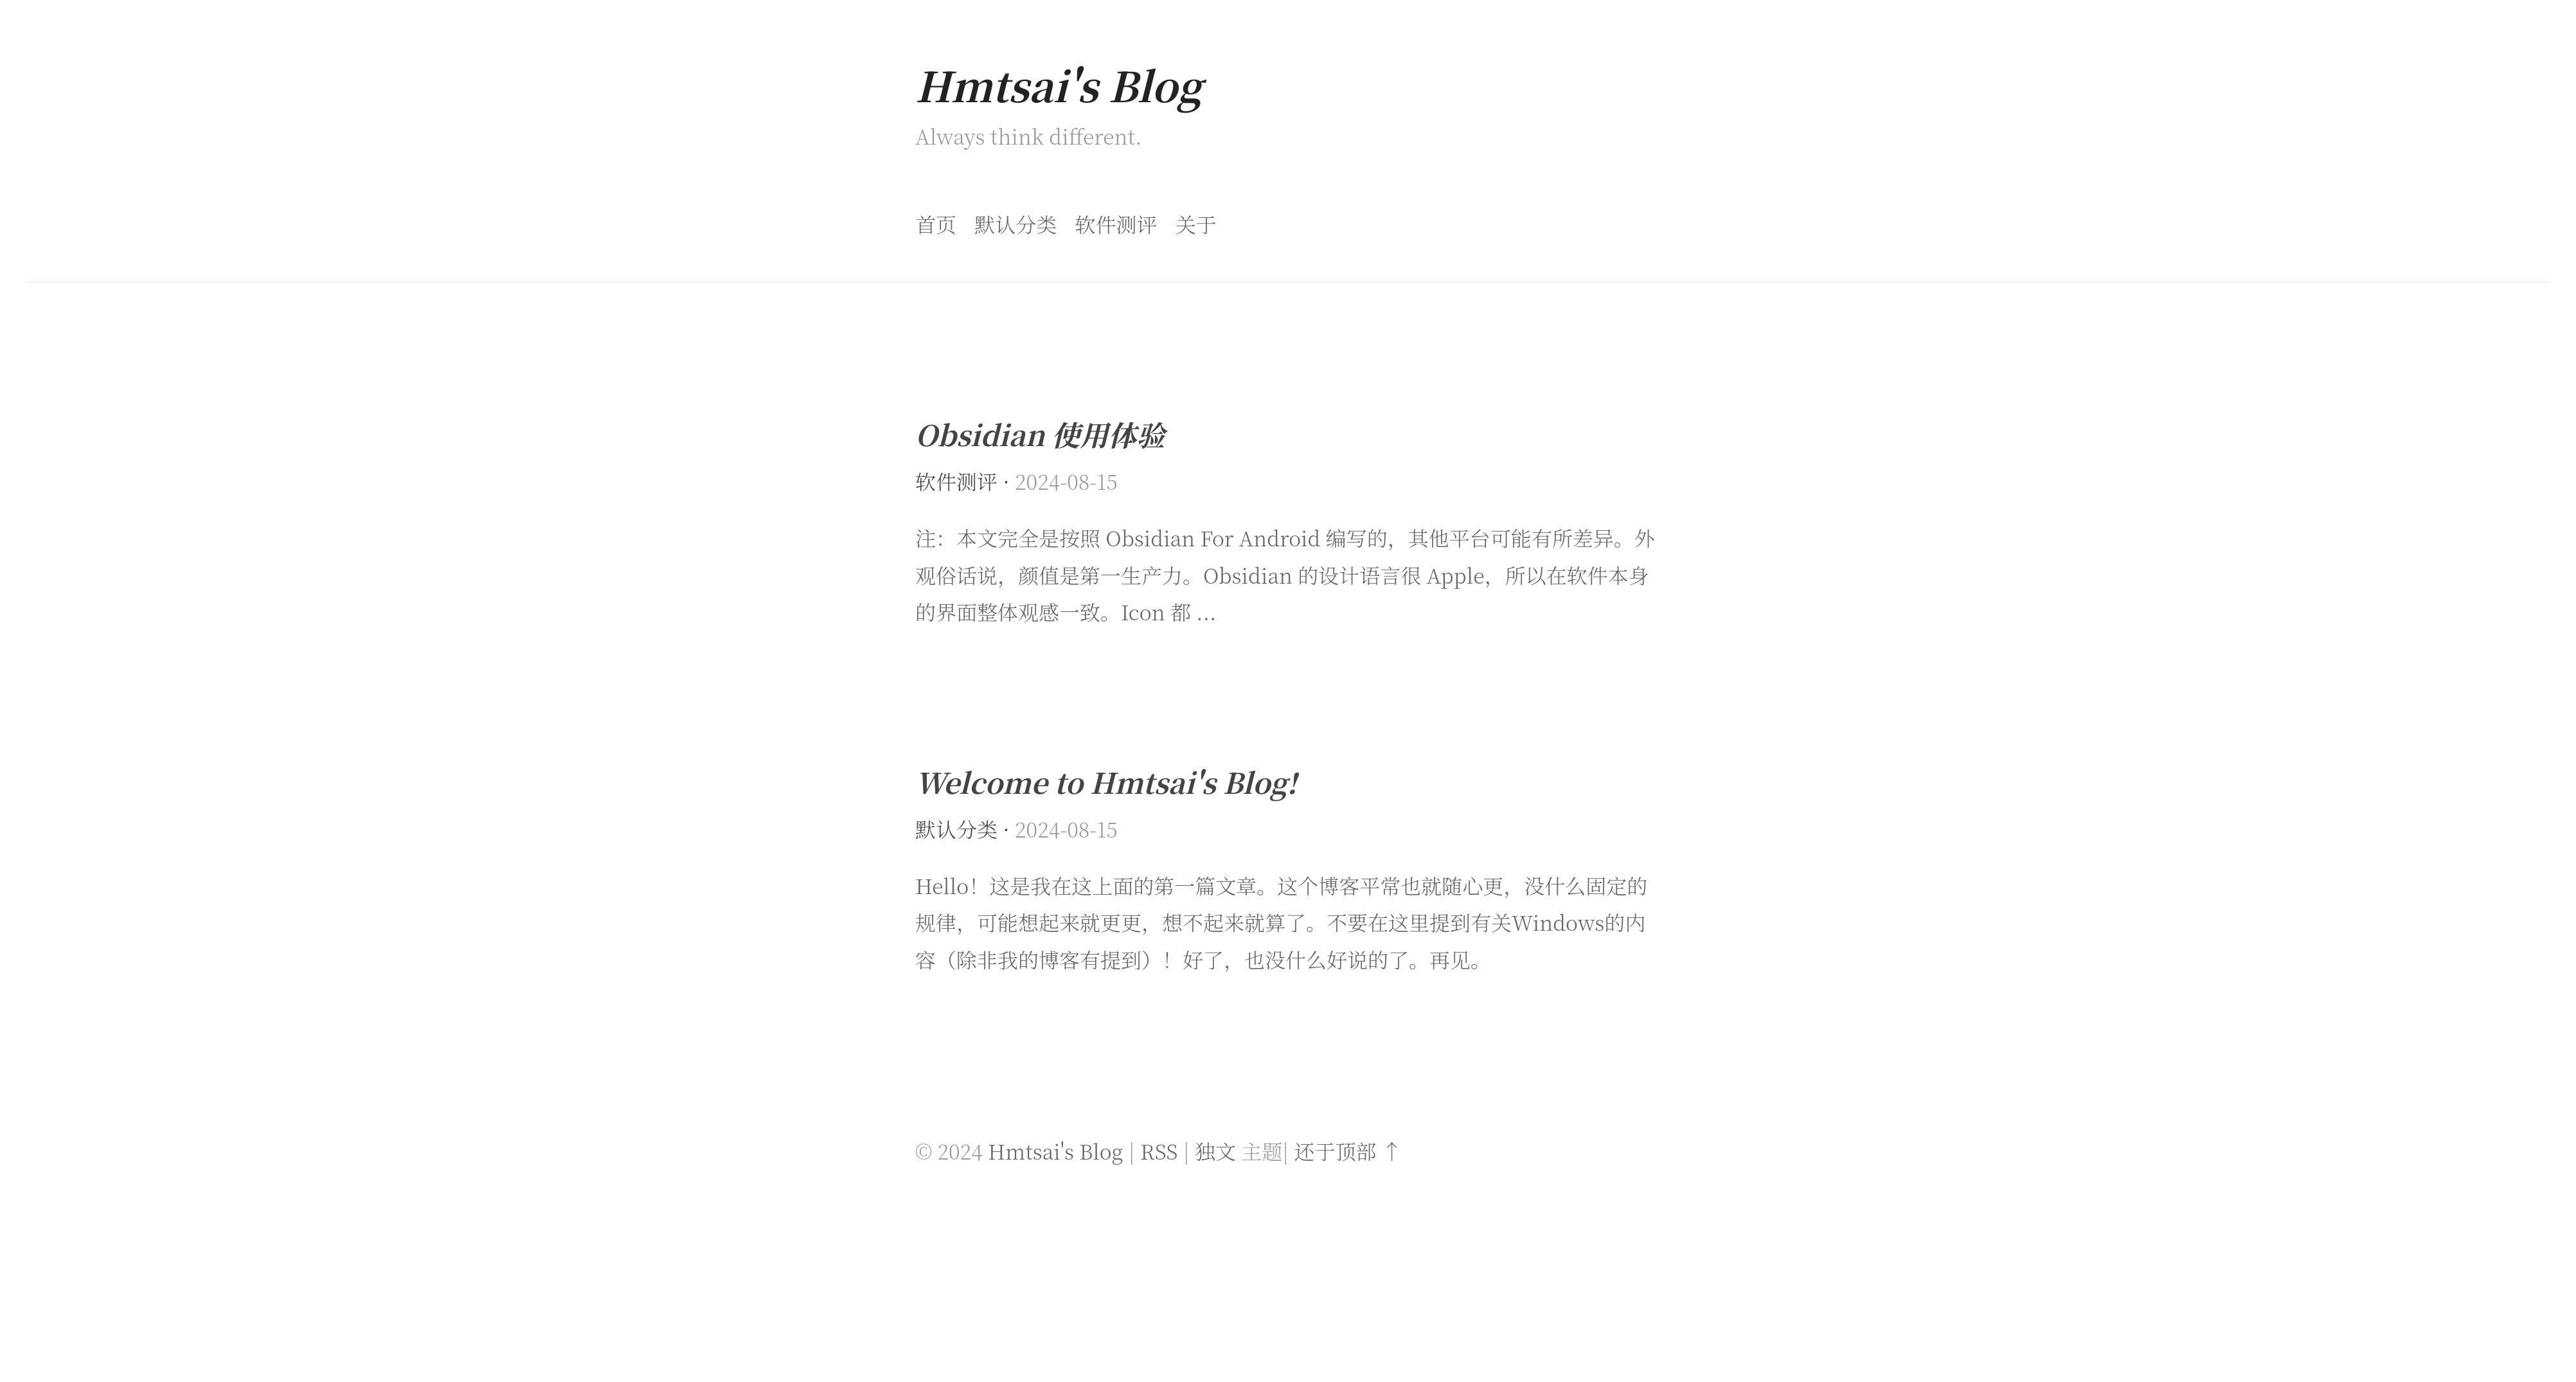 Hmtsai's Blog
Always think different.
首页 默认分类 软件测评 关于
Obsidian 使用体验
软件测评 · 2024-08-15
注：本文完全是按照 Obsidian For Android 编写的，其他平台可能有所差异。外
观俗话说，颜值是第一生产力。Obsidian 的设计语言很 Apple，所以在软件本身
的界面整体观感一致。Icon 都 ...
Welcome to Hmtsai's Blog!
默认分类 · 2024-08-15
Hello！这是我在这上面的第一篇文章。这个博客平常也就随心更，没什么固定的
规律，可能想起来就更更，想不起来就算了。不要在这里提到有关Windows的内
容（除非我的博客有提到）！好了，也没什么好说的了。再见。
© 2024 Hmtsai's Blog | RSS | 独文 主题| 还于顶部 ↑